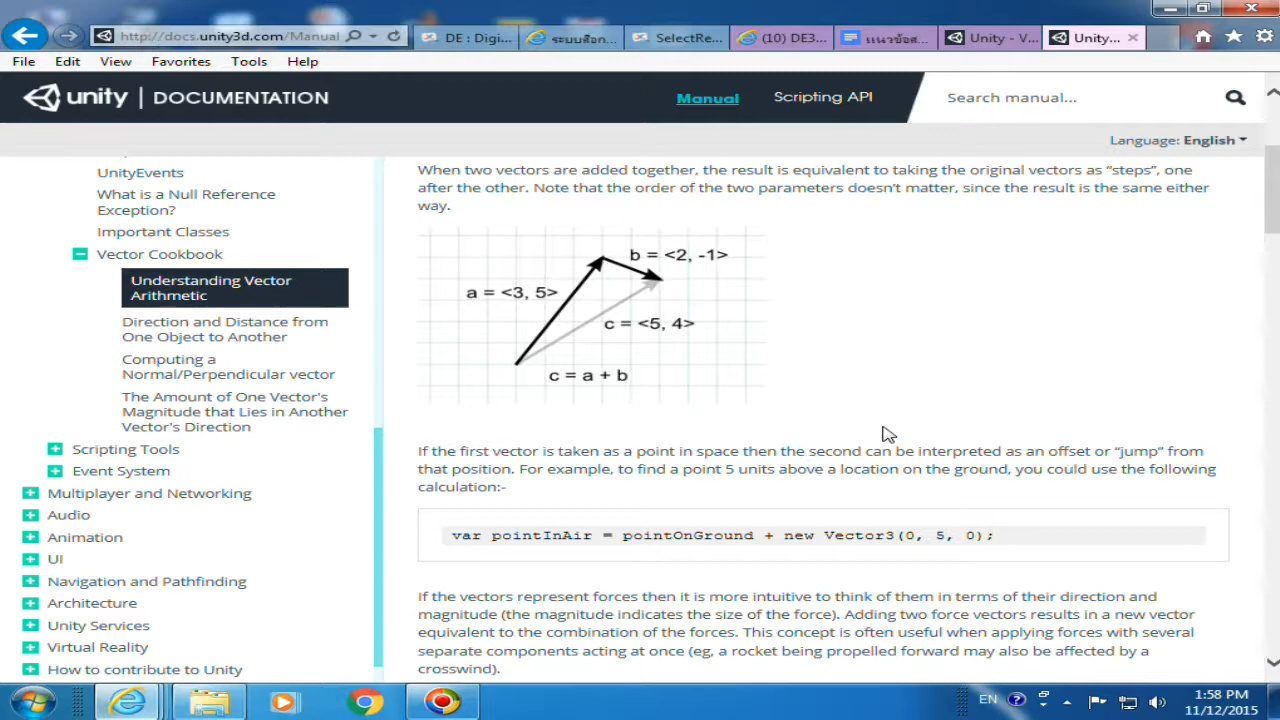 http://docs.unity3d.com/Manual
DE : Digi...
ระบบสือก...
SelectRe...
(10) DE3...
แนวข้อส...
Unity - V...
Unity...
File Edit View Favorites Tools Help
unity | DOCUMENTATION
Manual
Scripting API
Search manual...
Language: English
UnityEvents
What is a Null Reference
Exception?
Important Classes
Vector Cookbook
Understanding Vector
Arithmetic
Direction and Distance from
One Object to Another
Computing a
Normal/Perpendicular vector
The Amount of One Vector's
Magnitude that Lies in Another
Vector's Direction
Scripting Tools
Event System
Multiplayer and Networking
Audio
Animation
UI
Navigation and Pathfinding
Architecture
Unity Services
Virtual Reality
How to contribute to Unity
When two vectors are added together, the result is equivalent to taking the original vectors as “steps”, one
after the other. Note that the order of the two parameters doesn’t matter, since the result is the same either
way.
b = <2, -1>
a = <3, 5>
c = <5, 4>
c = a + b
If the first vector is taken as a point in space then the second can be interpreted as an offset or “jump” from
that position. For example, to find a point 5 units above a location on the ground, you could use the following
calculation:-
var pointInAir = pointOnGround + new Vector3(0, 5, 0);
If the vectors represent forces then it is more intuitive to think of them in terms of their direction and
magnitude (the magnitude indicates the size of the force). Adding two force vectors results in a new vector
equivalent to the combination of the forces. This concept is often useful when applying forces with several
separate components acting at once (eg, a rocket being propelled forward may also be affected by a
crosswind).
EN
1:58 PM
11/12/2015